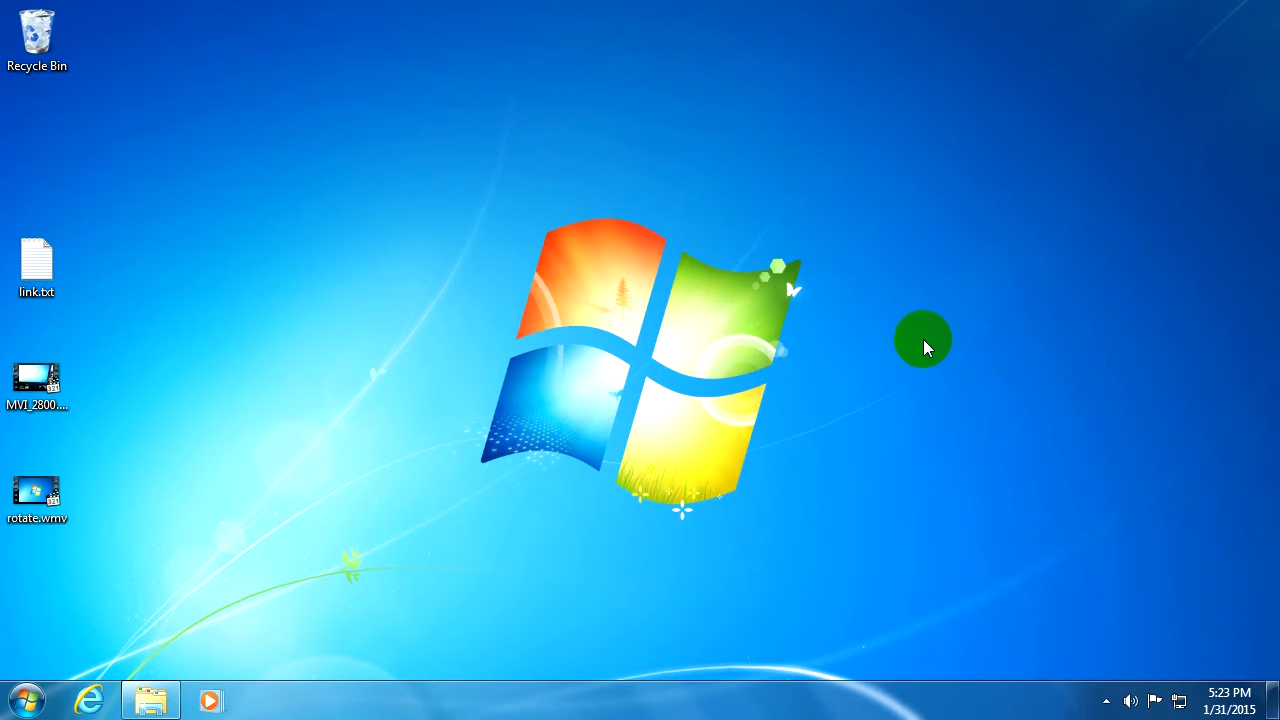 Recycle Bin
link.txt
MVI_2800....
rotate.wmv
5:23 PM
1/31/2015